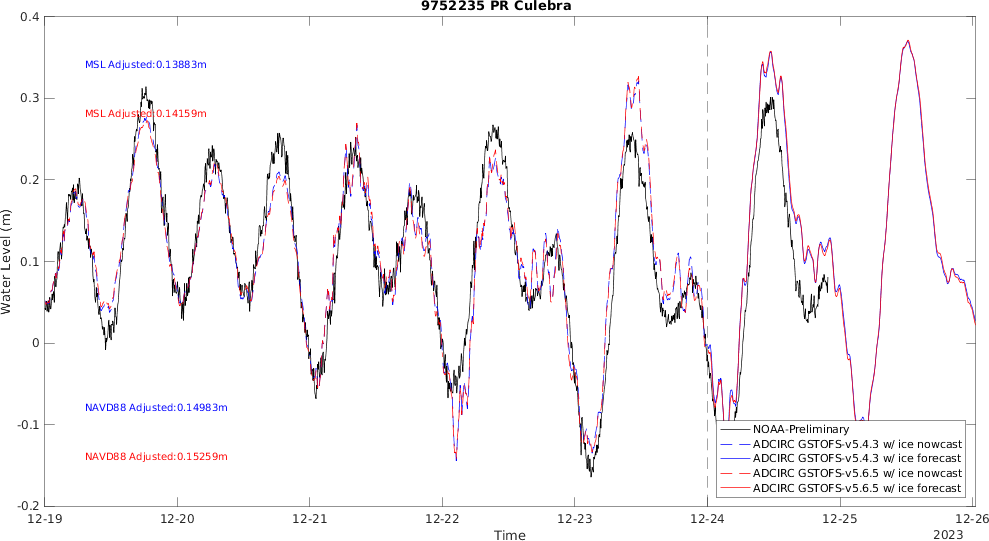 9752235 PR Culebra
0.4
0.3
0.2
0.1
0
-0.1
-0.2
Water Level (m)
MSL Adjusted:0.13883m
MSL Adjusted:0.14159m
NAVD88 Adjusted:0.14983m
NAVD88 Adjusted:0.15259m
NOAA-Preliminary
ADCIRC GSTOFS-v5.4.3 w/ ice nowcast
ADCIRC GSTOFS-v5.4.3 w/ ice forecast
ADCIRC GSTOFS-v5.6.5 w/ ice nowcast
ADCIRC GSTOFS-v5.6.5 w/ ice forecast
12-19 12-20 12-21 12-22 12-23 12-24 12-25 12-26
Time
2023